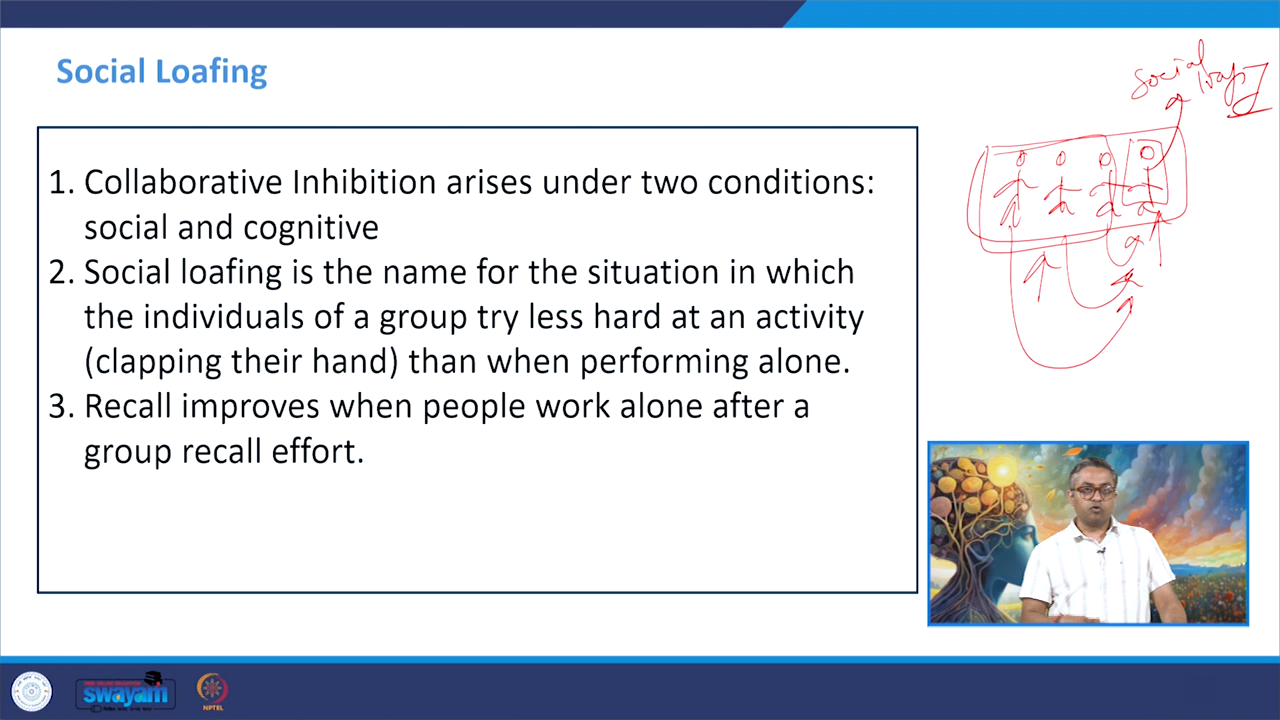 Social Loafing
social
1. Collaborative Inhibition arises under two conditions:
social and cognitive
2. Social loafing is the name for the situation in which
the individuals of a group try less hard at an activity
(clapping their hand) than when performing alone.
3. Recall improves when people work alone after a
group recall effort.
swayam
NPTEL